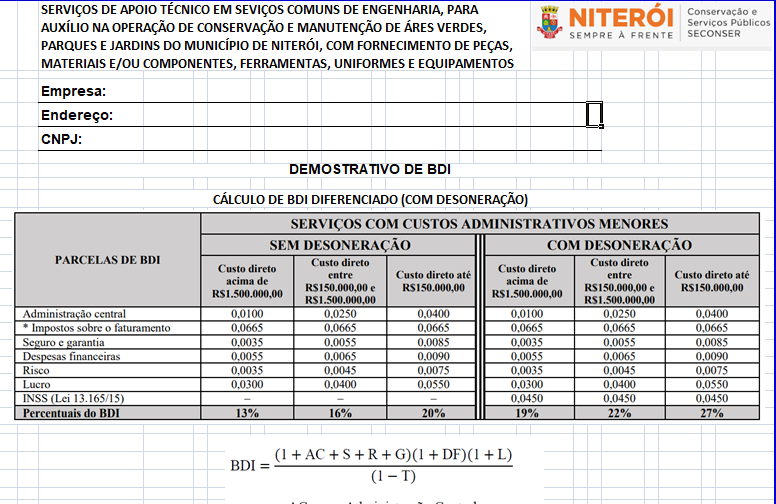 SERVIÇOS DE APOIO TÉCNICO EM SEVIÇOS COMUNS DE ENGENHARIA, PARA
AUXÍLIO NA OPERAÇÃO DE CONSERVAÇÃO E MANUTENÇÃO DE ÁRES VERDES,
PARQUES E JARDINS DO MUNICÍPIO DE NITERÓI, COM FORNECIMENTO DE PEÇAS,
MATERIAIS E/OU COMPONENTES, FERRAMENTAS, UNIFORMES E EQUIPAMENTOS
NITERÓI
SEMPRE À FRENTE
Conservação e
Serviços Públicos
SECONSER
Empresa:
Endereço:
CNPJ:
DEMOSTRATIVO DE BDI
CÁLCULO DE BDI DIFERENCIADO (COM DESONERAÇÃO)
PARCELAS DE BDI
SERVIÇOS COM CUSTOS ADMINISTRATIVOS MENORES
SEM DESONERAÇÃO COM DESONERAÇÃO
Custo direto acima de R$1.500.000,00 Custo direto entre R$150.000,00 e R$1.500.000,00 Custo direto até R$150.000,00 Custo direto acima de R$1.500.000,00 Custo direto entre R$150.000,00 e R$1.500.000,00 Custo direto até R$150.000,00
Administração central 0,0100 0,0250 0,0400 0,0100 0,0250 0,0400
* Impostos sobre o faturamento 0,0665 0,0665 0,0665 0,0665 0,0665 0,0665
Seguro e garantia 0,0035 0,0055 0,0085 0,0035 0,0055 0,0085
Despesas financeiras 0,0055 0,0065 0,0090 0,0055 0,0065 0,0090
Risco 0,0035 0,0045 0,0075 0,0035 0,0045 0,0075
Lucro 0,0300 0,0400 0,0550 0,0300 0,0400 0,0550
INSS (Lei 13.165/15) – – – 0,0450 0,0450 0,0450
Percentuais do BDI 13% 16% 20% 19% 22% 27%
BDI = (1 + AC + S + R + G)(1 + DF)(1 + L)
(1 − T)